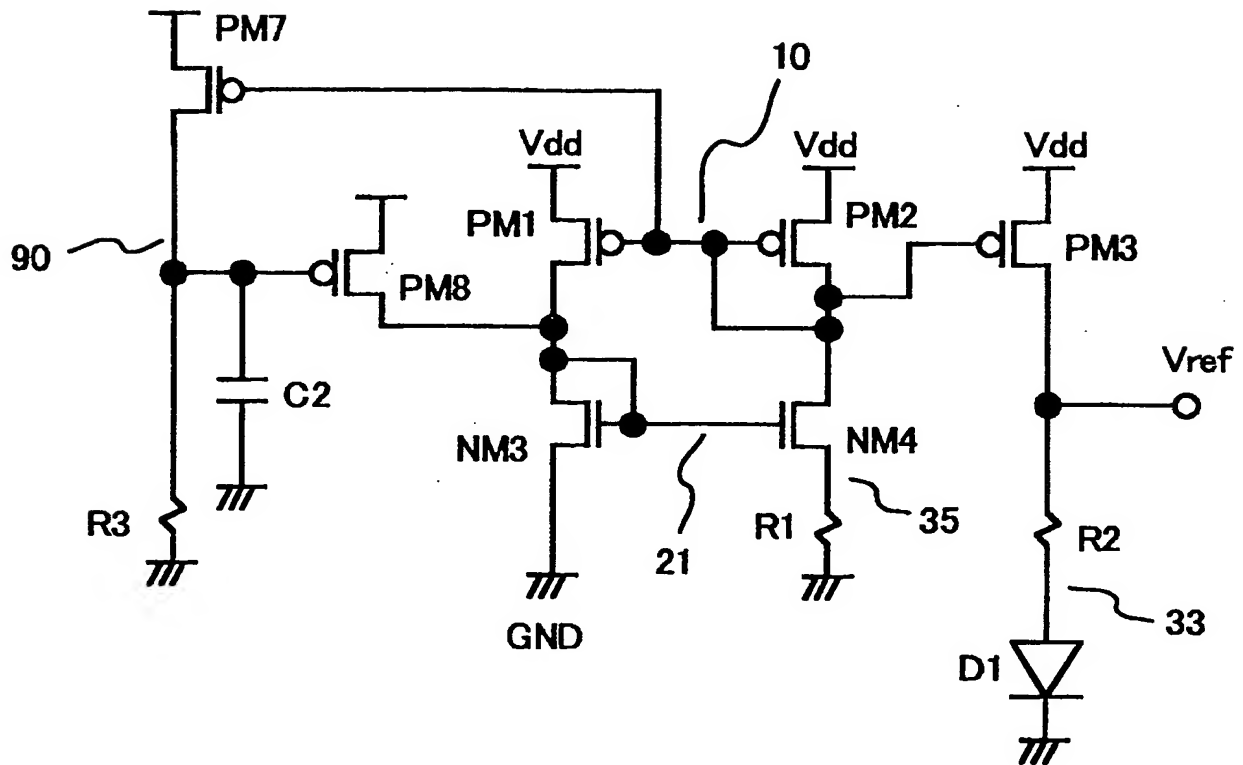 PM7
10
Vdd
Vdd
Vdd
PM1
PM2
PM3
90
PM8
Vref
C2
NM3
NM4
R3
21
R1
35
R2
GND
33
D1